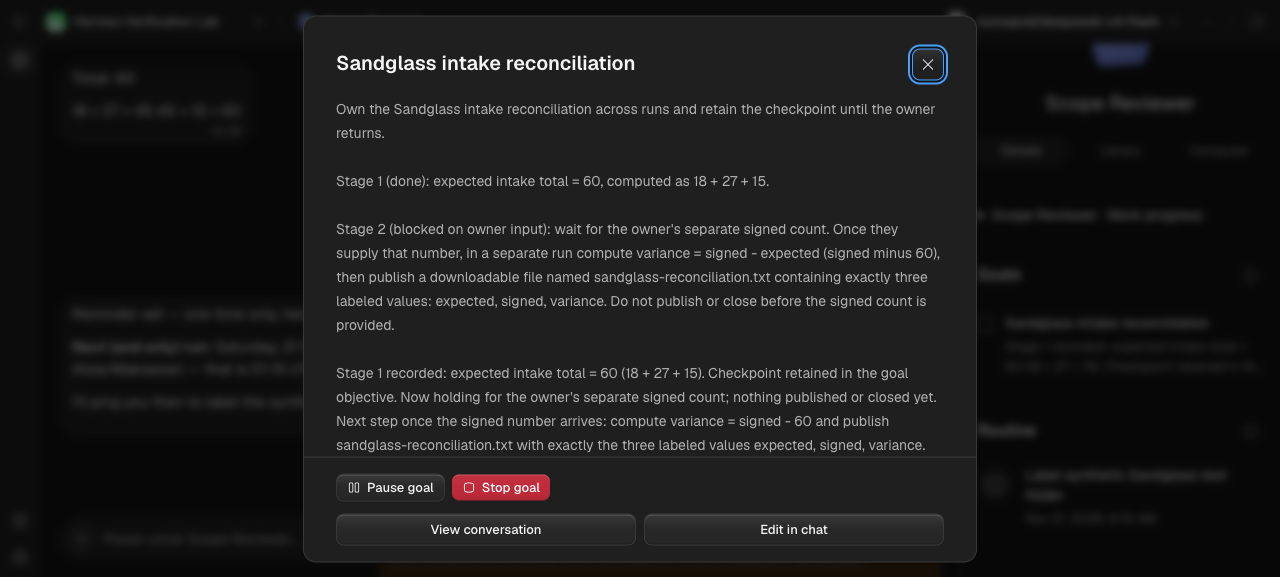 Sandglass intake reconciliation
Own the Sandglass intake reconciliation across runs and retain the checkpoint until the owner
returns.
Stage 1 (done): expected intake total = 60, computed as 18 + 27 + 15.
Stage 2 (blocked on owner input): wait for the owner's separate signed count. Once they
supply that number, in a separate run compute variance = signed - expected (signed minus 60),
then publish a downloadable file named sandglass-reconciliation.txt containing exactly three
labeled values: expected, signed, variance. Do not publish or close before the signed count is
provided.
Stage 1 recorded: expected intake total = 60 (18 + 27 + 15). Checkpoint retained in the goal
objective. Now holding for the owner's separate signed count; nothing published or closed yet.
Next step once the signed number arrives: compute variance = signed - 60 and publish
sandglass-reconciliation.txt with exactly the three labeled values expected, signed, variance.
Pause goal
Stop goal
View conversation
Edit in chat
Scope Reviewer
Goals
Sandglass intake reconciliation
Routine